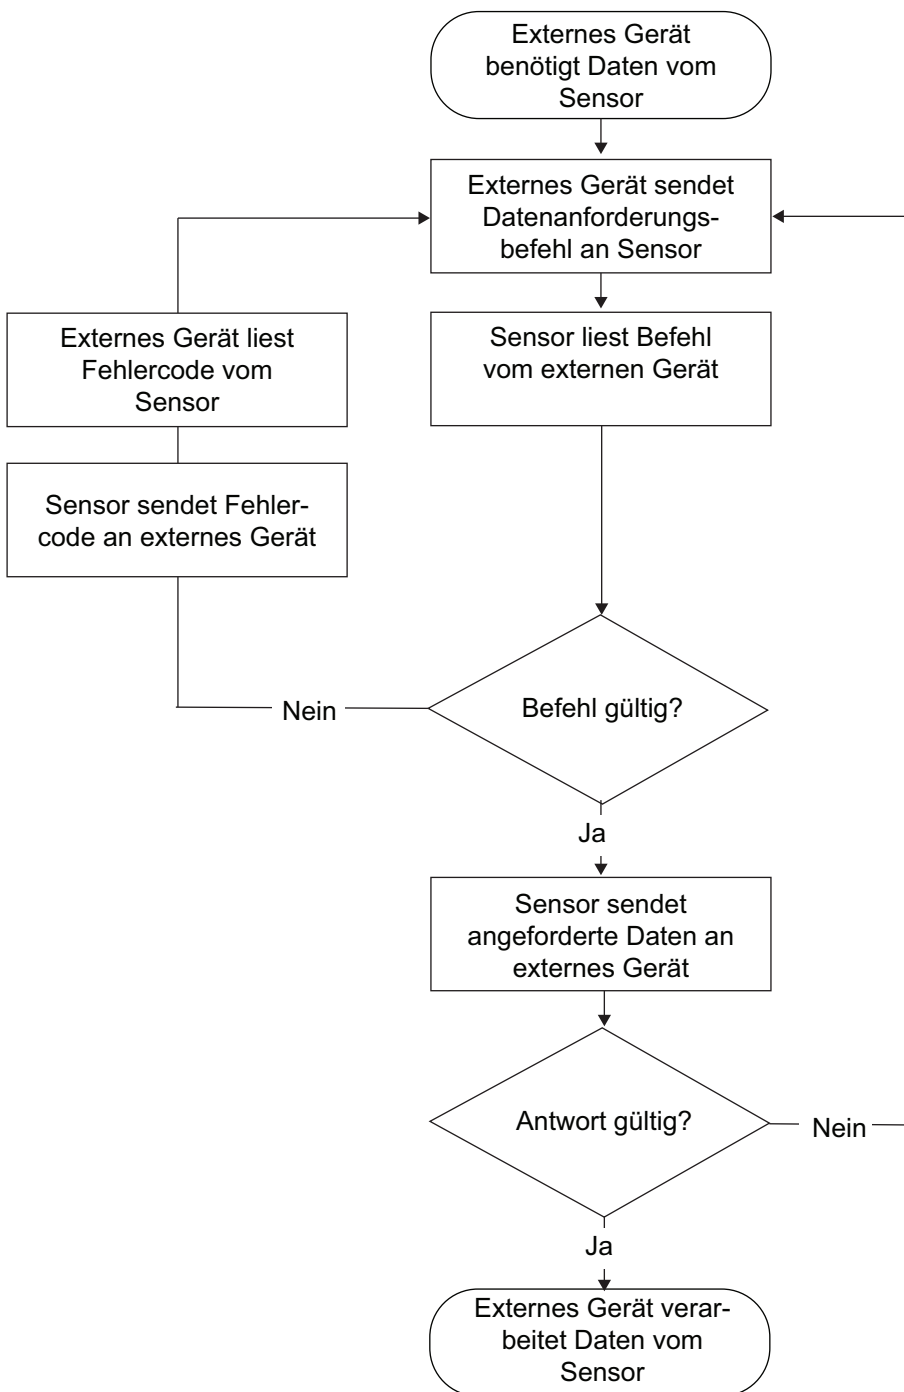 Externes Gerät
benötigt Daten vom
Sensor
Externes Gerät sendet
Datenanforderungs-
befehl an Sensor
Externes Gerät liest
Fehlercode vom
Sensor
Sensor liest Befehl
vom externen Gerät
Sensor sendet Fehler-
code an externes Gerät
Nein
Befehl gültig?
Ja
Sensor sendet
angeforderte Daten an
externes Gerät
Antwort gültig?
Nein
Ja
Externes Gerät verar-
beitet Daten vom
Sensor